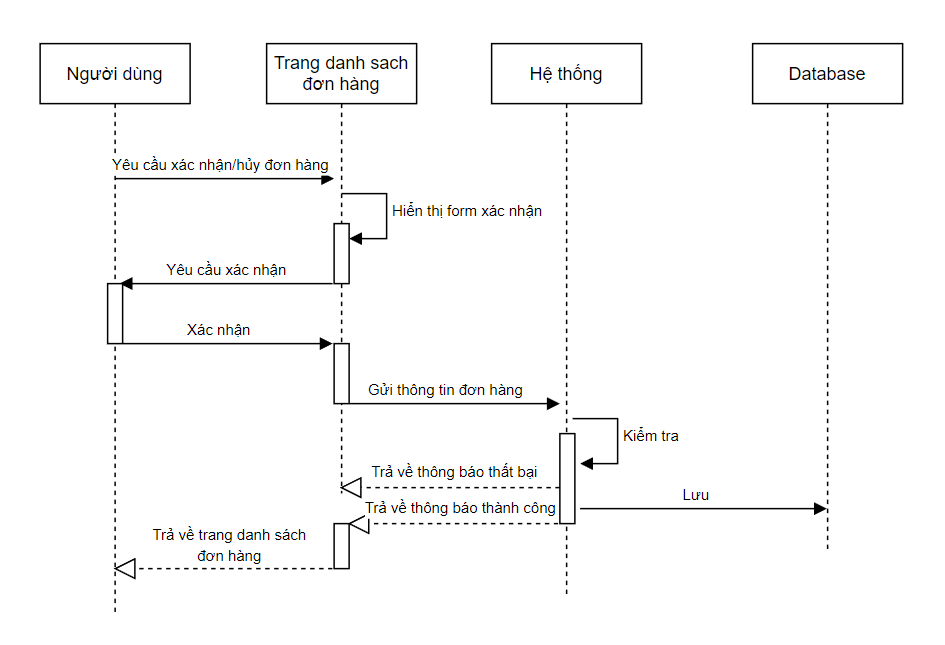 Người dùng
Trang danh sach
đơn hàng
Hệ thống
Database
Yêu cầu xác nhận/hủy đơn hàng
Hiển thị form xác nhận
Yêu cầu xác nhận
Xác nhận
Gửi thông tin đơn hàng
Kiểm tra
Trả về thông báo thất bại
Lưu
Trả về thông báo thành công
Trả về trang danh sách
đơn hàng